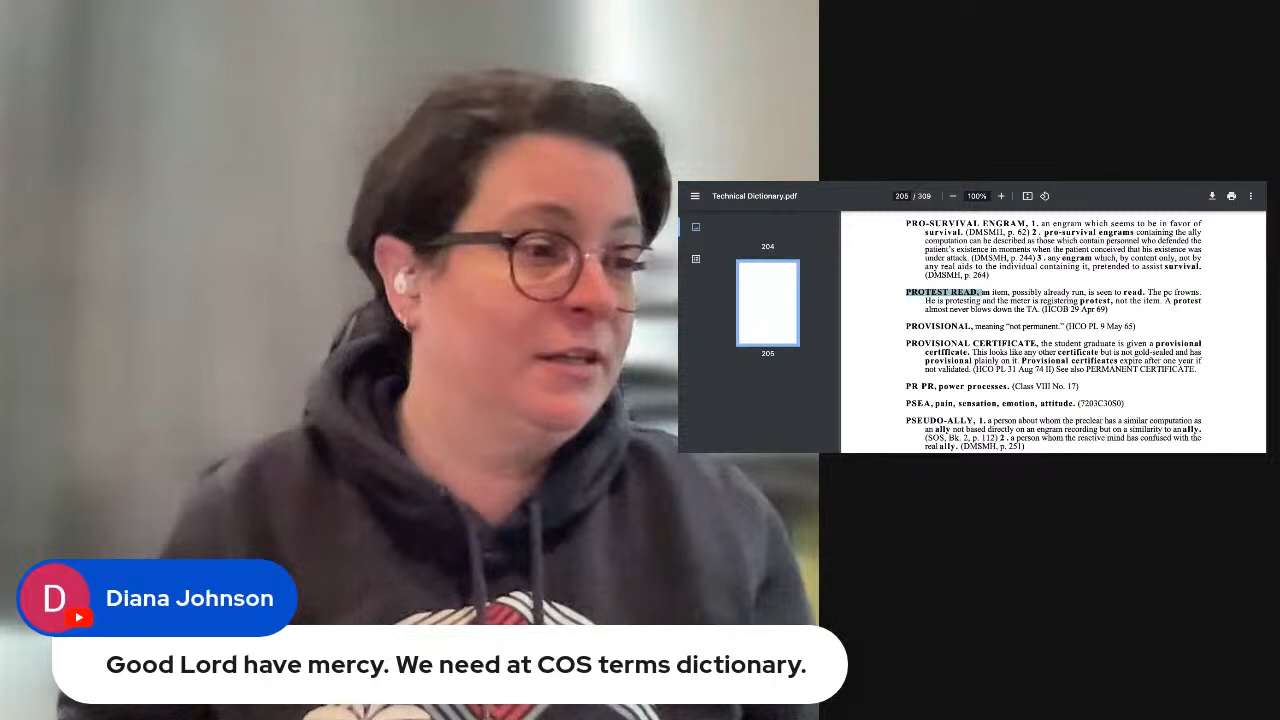 Technical Dictionary.pdf
205 / 309
100%
204
205
PRO-SURVIVAL ENGRAM, 1. an engram which seems to be in favor of
survival. (DMSMH, p. 62) 2. pro-survival engrams containing the ally
computation can be described as those which contain personnel who defended the
patient's existence in moments when the patient conceived that his existence was
under attack. (DMSMH, p. 244) 3. any engram which, by content only, not by
any real aids to the individual containing it, pretended to assist survival.
(DMSMH, p. 264)
PROTEST READ, an item, possibly already run, is seen to read. The pc frowns.
He is protesting and the meter is registering protest, not the item. A protest
almost never blows down the TA. (HCOB 29 Apr 69)
PROVISIONAL, meaning "not permanent." (HCO PL 9 May 65)
PROVISIONAL CERTIFICATE, the student graduate is given a provisional
certificate. This looks like any other certificate but is not gold-sealed and has
provisional plainly on it. Provisional certificates expire after one year if
not validated. (HCO PL 31 Aug 74 II) See also PERMANENT CERTIFICATE.
PR PR, power processes. (Class VIII No. 17)
PSEA, pain, sensation, emotion, attitude. (7203C30SO)
PSEUDO-ALLY, 1. a person about whom the preclear has a similar computation as
an ally not based directly on an engram recording but on a similarity to an ally.
(SOS, Bk. 2, p. 112) 2. a person whom the reactive mind has confused with the
real ally. (DMSMH, p. 251)
D
Diana Johnson
Good Lord have mercy. We need at COS terms dictionary.